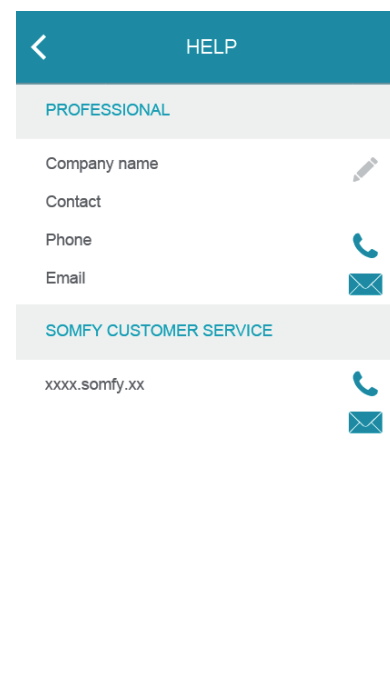 HELP
PROFESSIONAL
Company name
Contact
Phone
Email
SOMFY CUSTOMER SERVICE
xxxx.somfy.xx